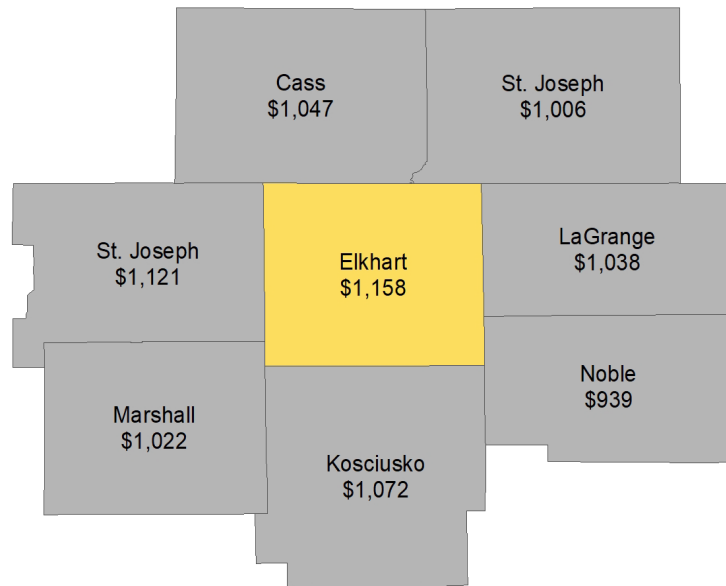 Cass
$1,047
St. Joseph
$1,006
St. Joseph
$1,121
Elkhart
$1,158
LaGrange
$1,038
Marshall
$1,022
Kosciusko
$1,072
Noble
$939